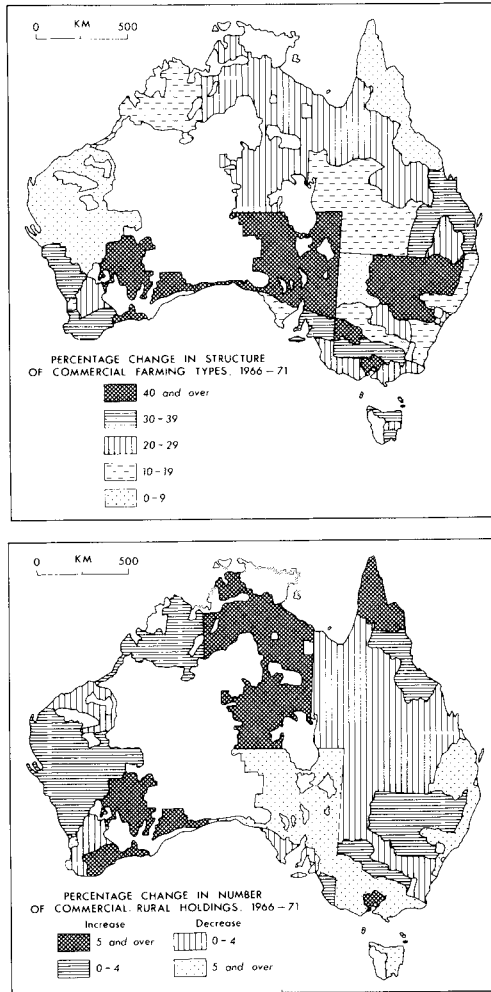 KM
0 500
PERCENTAGE CHANGE IN STRUCTURE
OF COMMERCIAL FARMING TYPES, 1966–71
40 and over
30–39
20–29
10–19
0–9
KM
0 500
PERCENTAGE CHANGE IN NUMBER
OF COMMERCIAL RURAL HOLDINGS, 1966–71
Increase Decrease
5 and over 0–4
0–4 5 and over